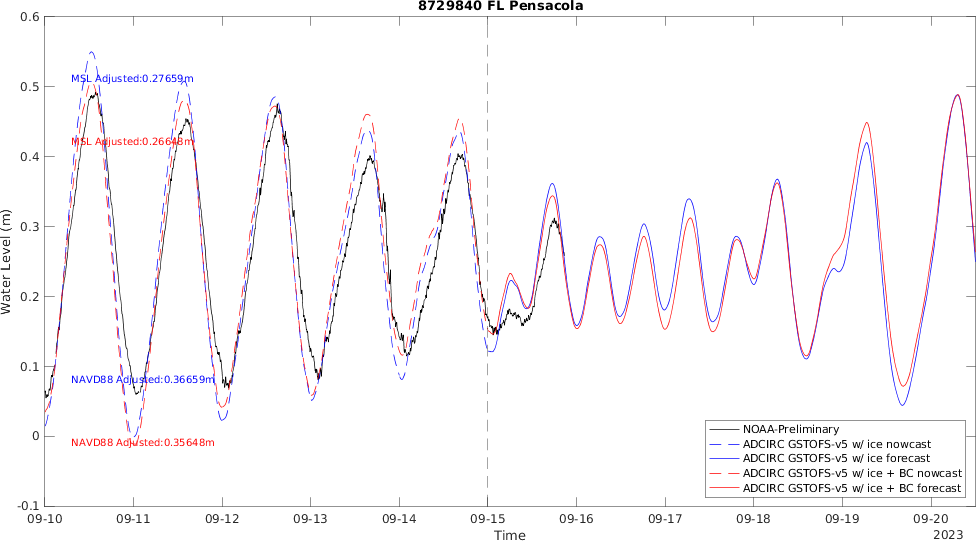 8729840 FL Pensacola
Water Level (m)
0.6
0.5
0.4
0.3
0.2
0.1
0
-0.1
MSL Adjusted:0.27659m
MSL Adjusted:0.26648m
NAVD88 Adjusted:0.36659m
NAVD88 Adjusted:0.35648m
NOAA-Preliminary
ADCIRC GSTOFS-v5 w/ ice nowcast
ADCIRC GSTOFS-v5 w/ ice forecast
ADCIRC GSTOFS-v5 w/ ice + BC nowcast
ADCIRC GSTOFS-v5 w/ ice + BC forecast
09-10 09-11 09-12 09-13 09-14 09-15 09-16 09-17 09-18 09-19 09-20
Time
2023